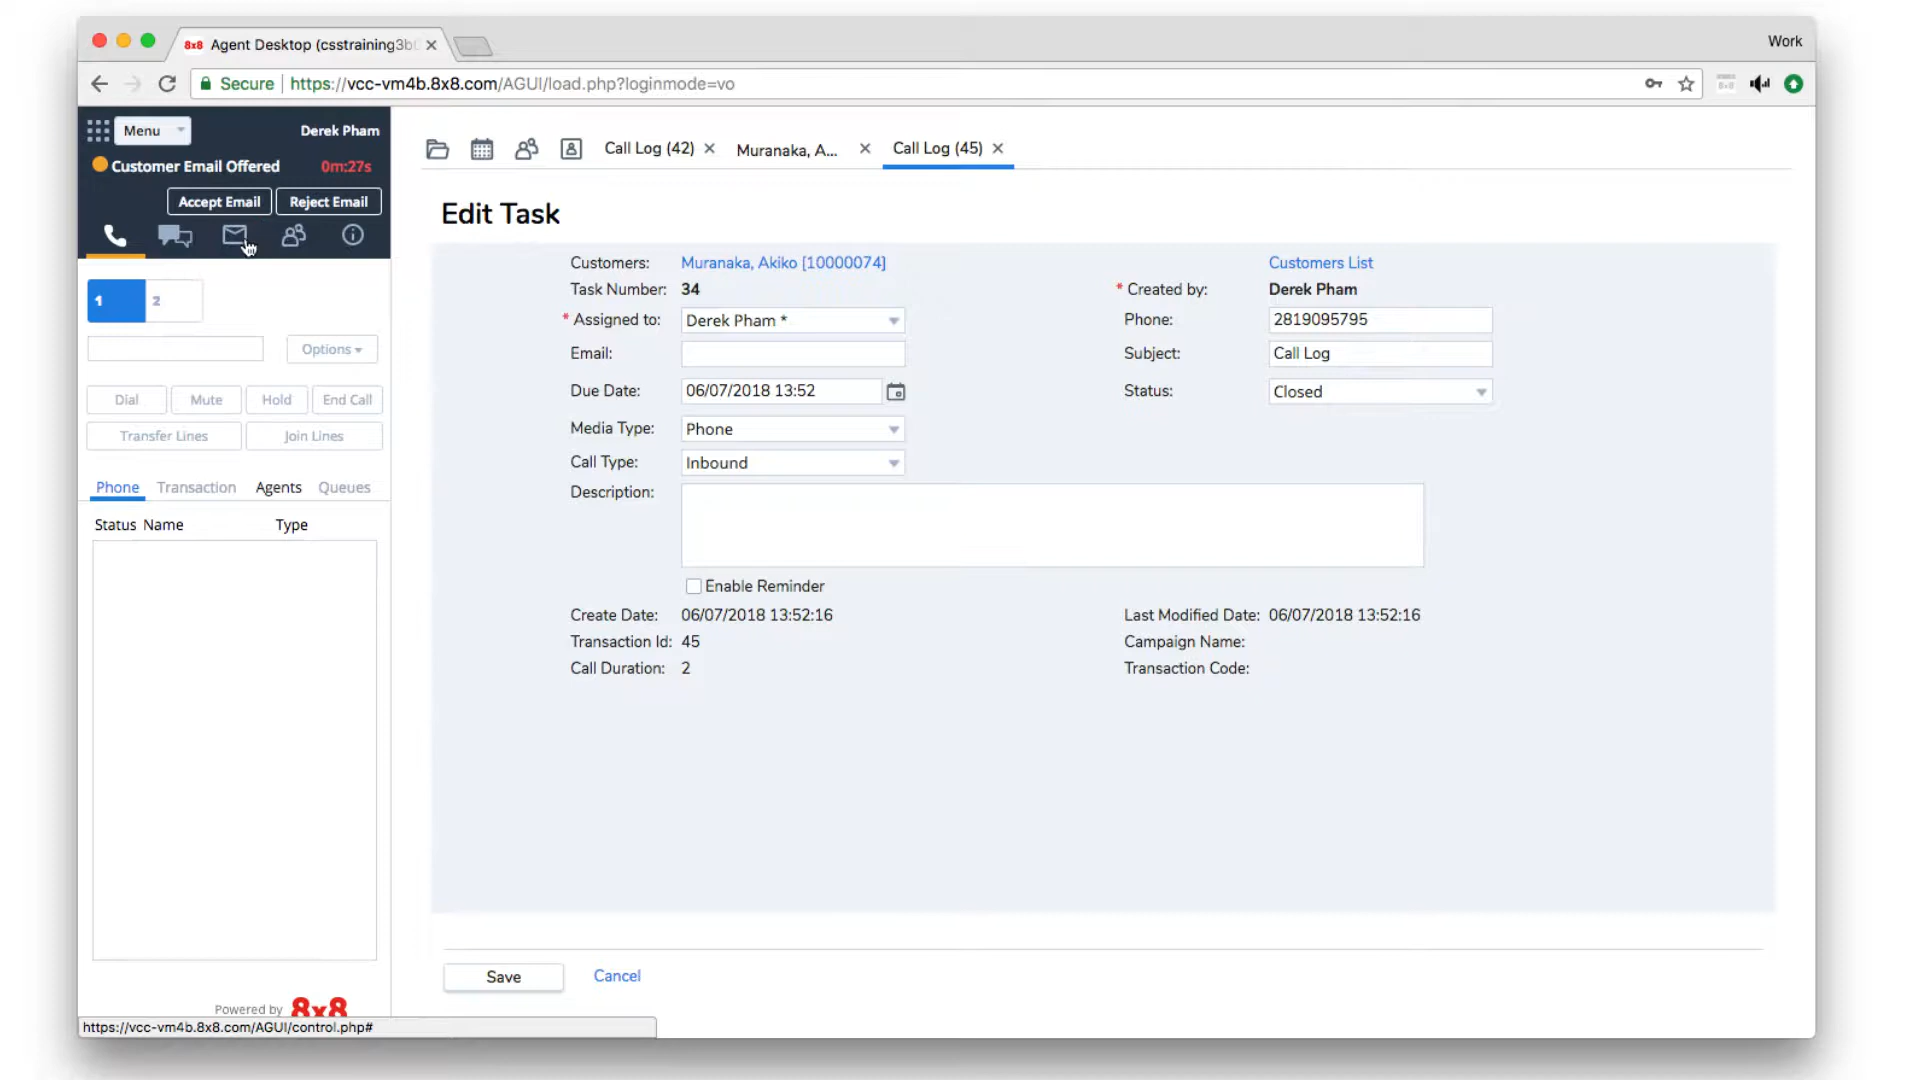 Work
8x8 Agent Desktop (csstraining3b
Secure https://vcc-vm4b.8x8.com/AGUI/load.php?loginmode=vo
Menu Derek Pham
Customer Email Offered 0m:27s
Accept Email Reject Email
Call Log (42) Muranaka, A... Call Log (45)
Edit Task
Customers: Muranaka, Akiko [10000074] Customers List
Task Number: 34 * Created by: Derek Pham
* Assigned to: Derek Pham * Phone: 2819095795
Email: Subject: Call Log
Due Date: 06/07/2018 13:52 Status: Closed
Media Type: Phone
Call Type: Inbound
Description:
Enable Reminder
Create Date: 06/07/2018 13:52:16 Last Modified Date: 06/07/2018 13:52:16
Transaction Id: 45 Campaign Name:
Call Duration: 2 Transaction Code:
Save Cancel
1 2
Options
Dial Mute Hold End Call
Transfer Lines Join Lines
Phone Transaction Agents Queues
Status Name Type
Powered by 8x8
https://vcc-vm4b.8x8.com/AGUI/control.php#